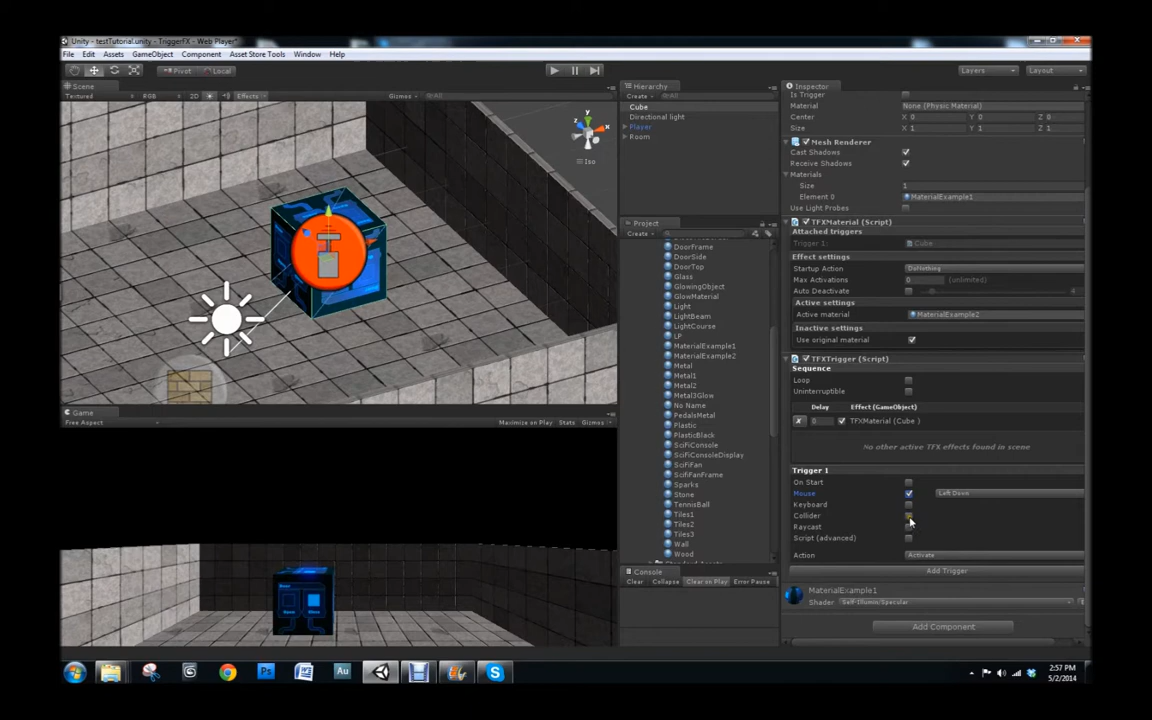 Unity - testTutorial.unity - TriggerFX - Web Player*
File Edit Assets GameObject Component Asset Store Tools Window Help
Pivot Local
Layers Layout
Scene
Textured RGB 2D Effects Gizmos All
y
x
z
Iso
Game
Free Aspect Maximize on Play Stats Gizmos
Hierarchy
Create All
Cube
Directional light
Player
Room
Project
Create
DoorFrame
DoorSide
DoorTop
Glass
GlowingObject
GlowMaterial
Light
LightBeam
LightCourse
LP
MaterialExample1
MaterialExample2
Metal
Metal1
Metal2
Metal3Glow
No Name
PedalsMetal
Plastic
PlasticBlack
SciFiConsole
SciFiConsoleDisplay
SciFiFan
SciFiFanFrame
Sparks
Stone
TennisBall
Tiles1
Tiles2
Tiles3
Wall
Wood
Standard Assets
Console
Clear Collapse Clear on Play Error Pause
Inspector
Is Trigger
Material None (Physic Material)
Center X 0 Y 0 Z 0
Size X 1 Y 1 Z 1
Mesh Renderer
Cast Shadows
Receive Shadows
Materials
Size 1
Element 0 MaterialExample1
Use Light Probes
TFXMaterial (Script)
Attached triggers
Trigger 1: Cube
Effect settings
Startup Action DoNothing
Max Activations 0 (unlimited)
Auto Deactivate 4
Active settings
Active material MaterialExample2
Inactive settings
Use original material
TFXTrigger (Script)
Sequence
Loop
Uninterruptible
Delay Effect (GameObject)
X 0 TFXMaterial (Cube )
No other active TFX effects found in scene
Trigger 1
On Start
Mouse Left Down
Keyboard
Collider
Raycast
Script (advanced)
Action Activate
Add Trigger
MaterialExample1
Shader Self-Illumin/Specular
Add Component
Ps Au
2:57 PM
5/2/2014